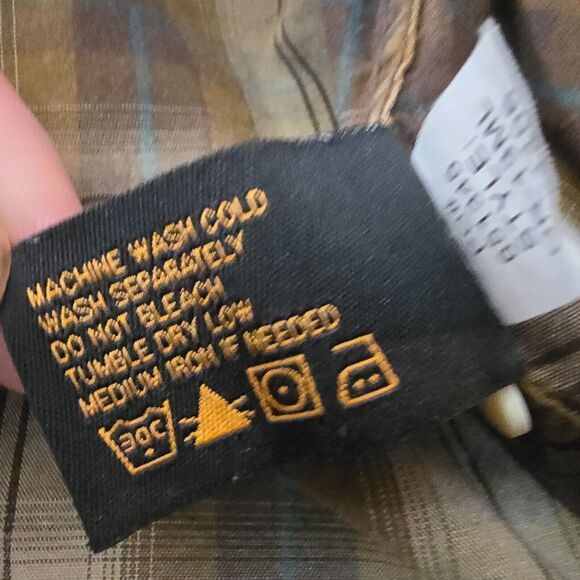 MACHINE WASH COLD
WASH SEPARATELY
DO NOT BLEACH
TUMBLE DRY LOW
MEDIUM IRON IF NEEDED
30C